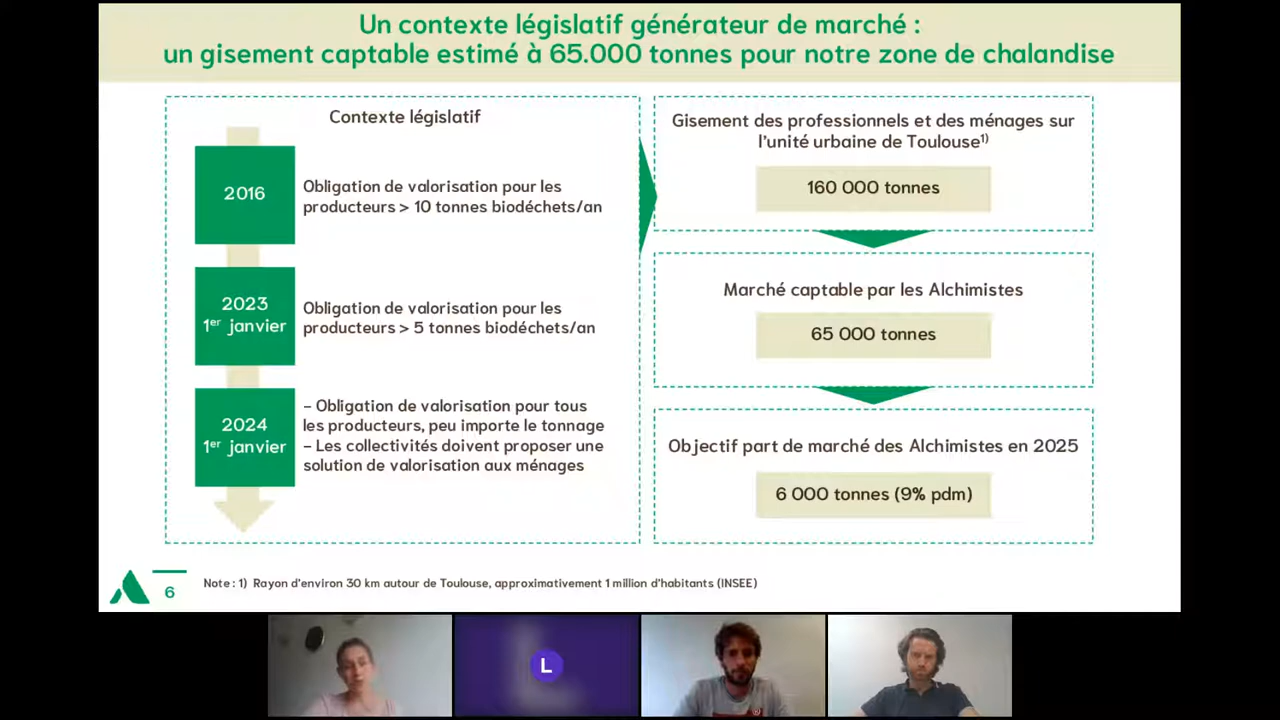 Un contexte législatif générateur de marché :
un gisement captable estimé à 65.000 tonnes pour notre zone de chalandise
Contexte législatif
2016
Obligation de valorisation pour les
producteurs > 10 tonnes biodéchets/an
2023
1er janvier
Obligation de valorisation pour les
producteurs > 5 tonnes biodéchets/an
2024
1er janvier
– Obligation de valorisation pour tous
les producteurs, peu importe le tonnage
– Les collectivités doivent proposer une
solution de valorisation aux ménages
Gisement des professionnels et des ménages sur
l'unité urbaine de Toulouse1)
160 000 tonnes
Marché captable par les Alchimistes
65 000 tonnes
Objectif part de marché des Alchimistes en 2025
6 000 tonnes (9% pdm)
6
Note : 1) Rayon d'environ 30 km autour de Toulouse, approximativement 1 million d'habitants (INSEE)
L